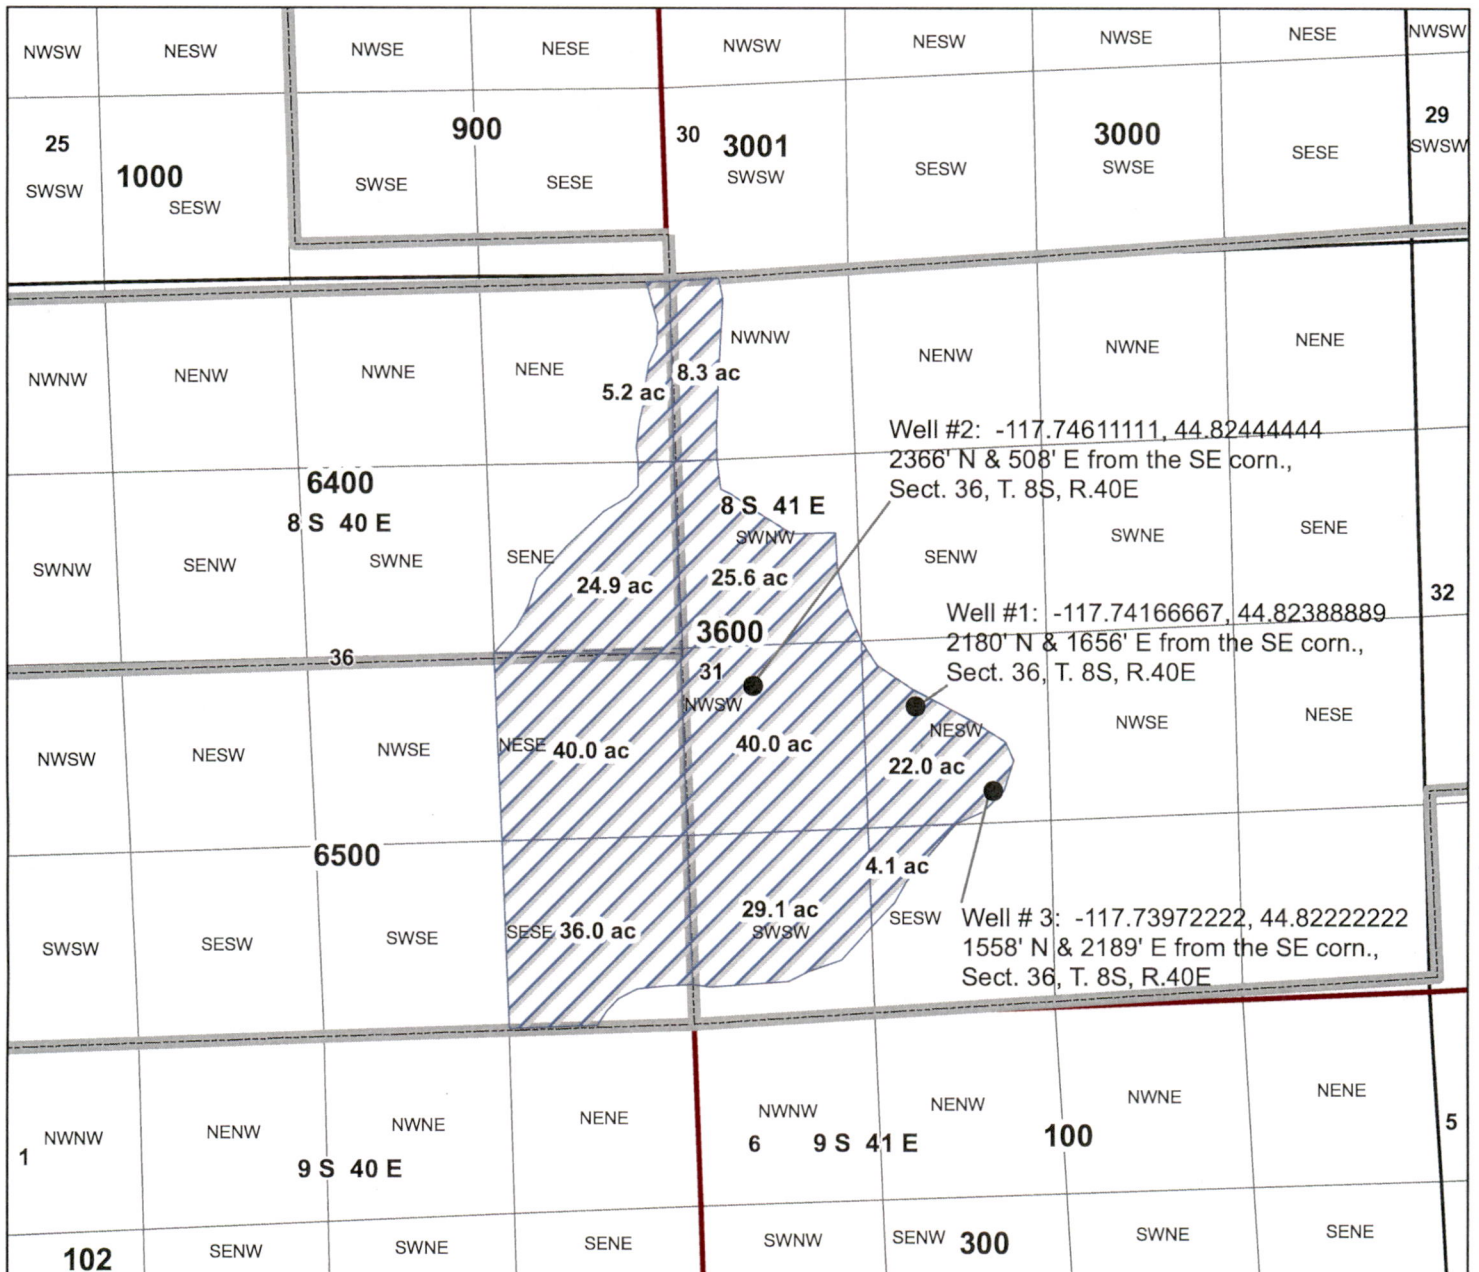 NWSW NESW NWSE NESE NWSW NESW NWSE NESE NWSW
25 900 30 3001 3000 29
1000
SWSW SESW SWSE SESE SWSW SESW SWSE SESE SWSW
NWNW NENW NWNE NENE NWNW NENW NWNE NENE
5.2 ac 8.3 ac
Well #2: -117.74611111, 44.82444444
2366' N & 508' E from the SE corn.,
Sect. 36, T. 8S, R.40E
6400
8 S 40 E
8 S 41 E
SWNW SENW SWNE SENE SWNW SENW SWNE SENE
24.9 ac 25.6 ac
32
3600
Well #1: -117.74166667, 44.82388889
2180' N & 1656' E from the SE corn.,
Sect. 36, T. 8S, R.40E
36 31
NWSW NESW NWSE NESE NWSW NESW NWSE NESE
40.0 ac 40.0 ac 22.0 ac
6500
4.1 ac
SWSW SESW SWSE SESE 36.0 ac 29.1 ac SWSW SESW
Well # 3: -117.73972222, 44.82222222
1558' N & 2189' E from the SE corn.,
Sect. 36, T. 8S, R.40E
NWNW NENW NWNE NENE NWNW NENW NWNE NENE
1 9 S 40 E 6 9 S 41 E 100 5
102 SENW SWNE SENE SWNW SENW 300 SWNE SENE